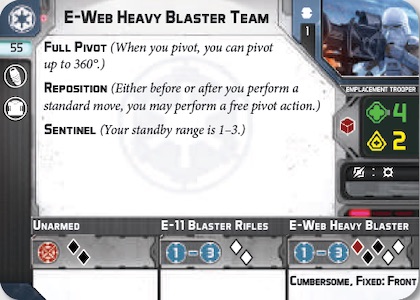 E-Web Heavy Blaster Team
55
1
Full Pivot (When you pivot, you can pivot
up to 360°.)
Reposition (Either before or after you perform a
standard move, you may perform a free pivot action.)
Sentinel (Your standby range is 1–3.)
Emplacement Trooper
4
2
Unarmed
E-11 Blaster Rifles
1 – 3
E-Web Heavy Blaster
1 – 3
Cumbersome, Fixed: Front